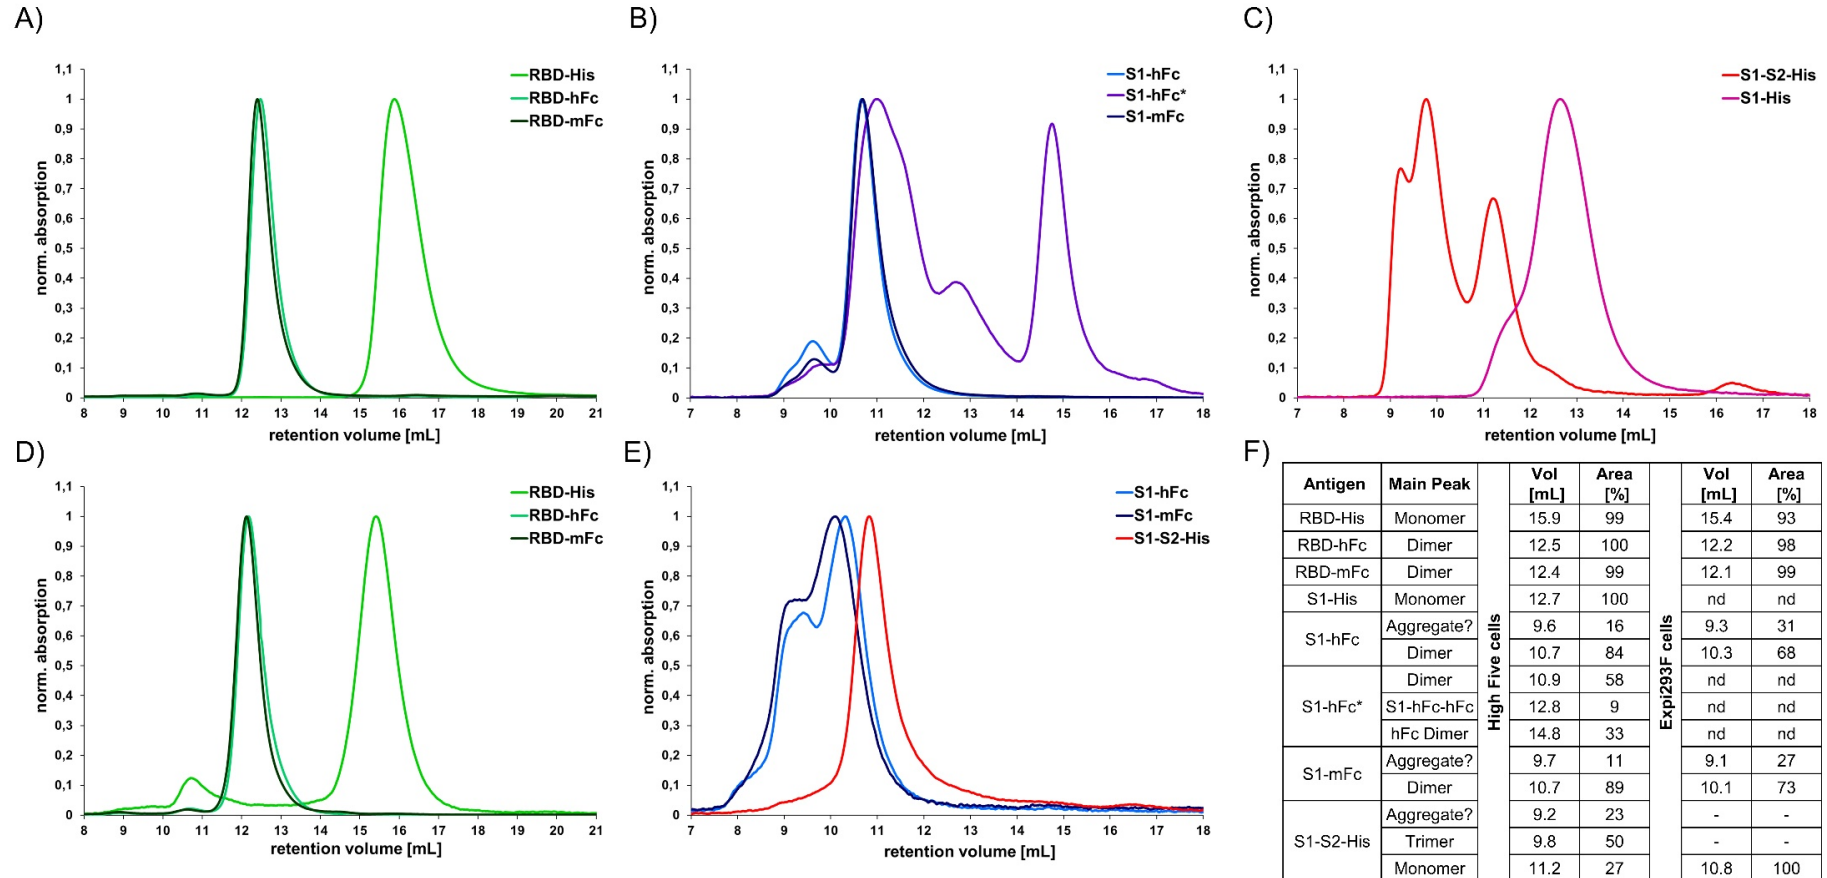 A)
1,1
1
0,9
0,8
0,7
0,6
0,5
0,4
0,3
0,2
0,1
0
norm. absorption
8 9 10 11 12 13 14 15 16 17 18 19 20 21
retention volume [mL]
RBD-His
RBD-hFc
RBD-mFc
B)
1,1
1
0,9
0,8
0,7
0,6
0,5
0,4
0,3
0,2
0,1
0
norm. absorption
7 8 9 10 11 12 13 14 15 16 17 18
retention volume [mL]
S1-hFc
S1-hFc*
S1-mFc
C)
1,1
1
0,9
0,8
0,7
0,6
0,5
0,4
0,3
0,2
0,1
0
norm. absorption
7 8 9 10 11 12 13 14 15 16 17 18
retention volume [mL]
S1-S2-His
S1-His
D)
1,1
1
0,9
0,8
0,7
0,6
0,5
0,4
0,3
0,2
0,1
0
norm. absorption
8 9 10 11 12 13 14 15 16 17 18 19 20 21
retention volume [mL]
RBD-His
RBD-hFc
RBD-mFc
E)
1,1
1
0,9
0,8
0,7
0,6
0,5
0,4
0,3
0,2
0,1
0
norm. absorption
7 8 9 10 11 12 13 14 15 16 17 18
retention volume [mL]
S1-hFc
S1-mFc
S1-S2-His
F)
Antigen Main Peak Vol [mL] Area [%] Vol [mL] Area [%]
High Five cells
Expi293F cells
RBD-His Monomer 15.9 99 15.4 93
RBD-hFc Dimer 12.5 100 12.2 98
RBD-mFc Dimer 12.4 99 12.1 99
S1-His Monomer 12.7 100 nd nd
S1-hFc Aggregate? 9.6 16 9.3 31
Dimer 10.7 84 10.3 68
S1-hFc* Dimer 10.9 58 nd nd
S1-hFc-hFc 12.8 9 nd nd
hFc Dimer 14.8 33 nd nd
S1-mFc Aggregate? 9.7 11 9.1 27
Dimer 10.7 89 10.1 73
S1-S2-His Aggregate? 9.2 23 - -
Trimer 9.8 50 - -
Monomer 11.2 27 10.8 100